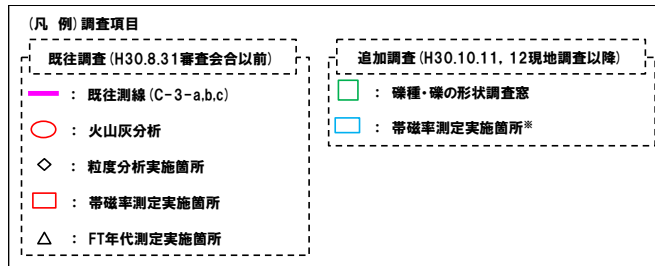 (凡 例)調査項目
既往調査(H30.8.31審査会合以前)
: 既往測線(C-3-a,b,c)
: 火山灰分析
: 粒度分析実施箇所
: 帯磁率測定実施箇所
: FT年代測定実施箇所
追加調査(H30.10.11, 12現地調査以降)
: 礫種・礫の形状調査窓
: 帯磁率測定実施箇所※